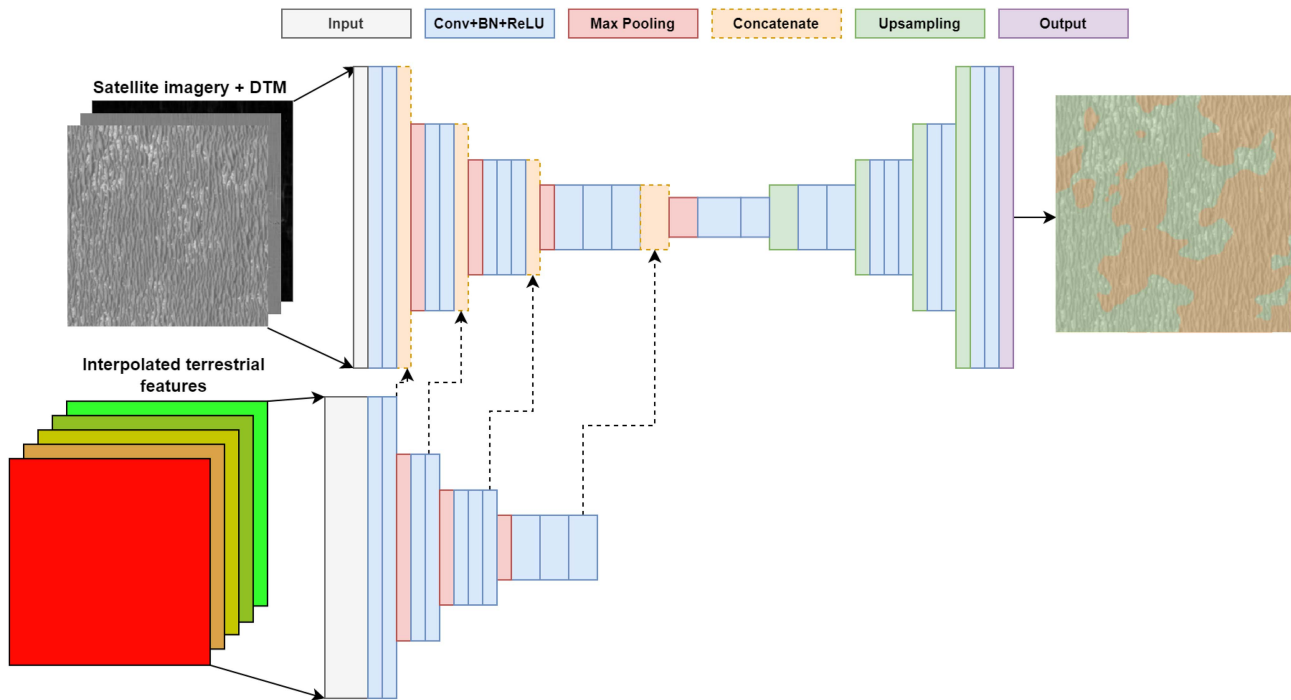 Input
Conv+BN+ReLU
Max Pooling
Concatenate
Upsampling
Output
Satellite imagery + DTM
Interpolated terrestrial
features